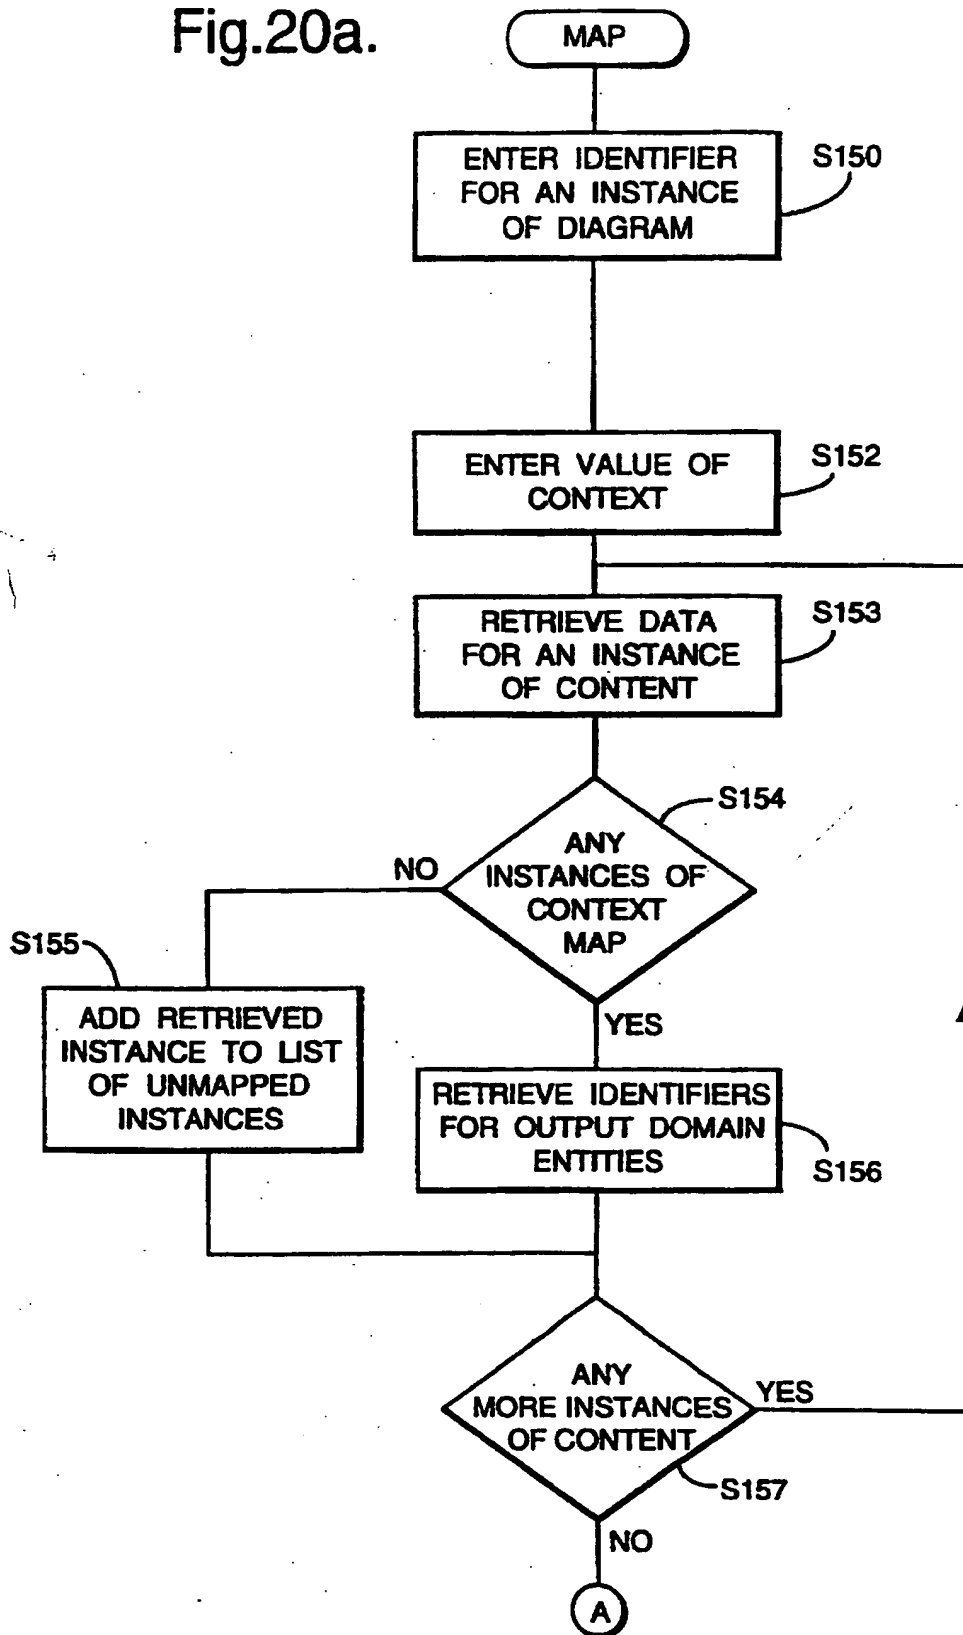 Fig.20a.
MAP
ENTER IDENTIFIER
FOR AN INSTANCE
OF DIAGRAM
S150
ENTER VALUE OF
CONTEXT
S152
RETRIEVE DATA
FOR AN INSTANCE
OF CONTENT
S153
ANY
INSTANCES OF
CONTEXT
MAP
S154
NO
YES
S155
ADD RETRIEVED
INSTANCE TO LIST
OF UNMAPPED
INSTANCES
RETRIEVE IDENTIFIERS
FOR OUTPUT DOMAIN
ENTITIES
S156
ANY
MORE INSTANCES
OF CONTENT
YES
S157
NO
A